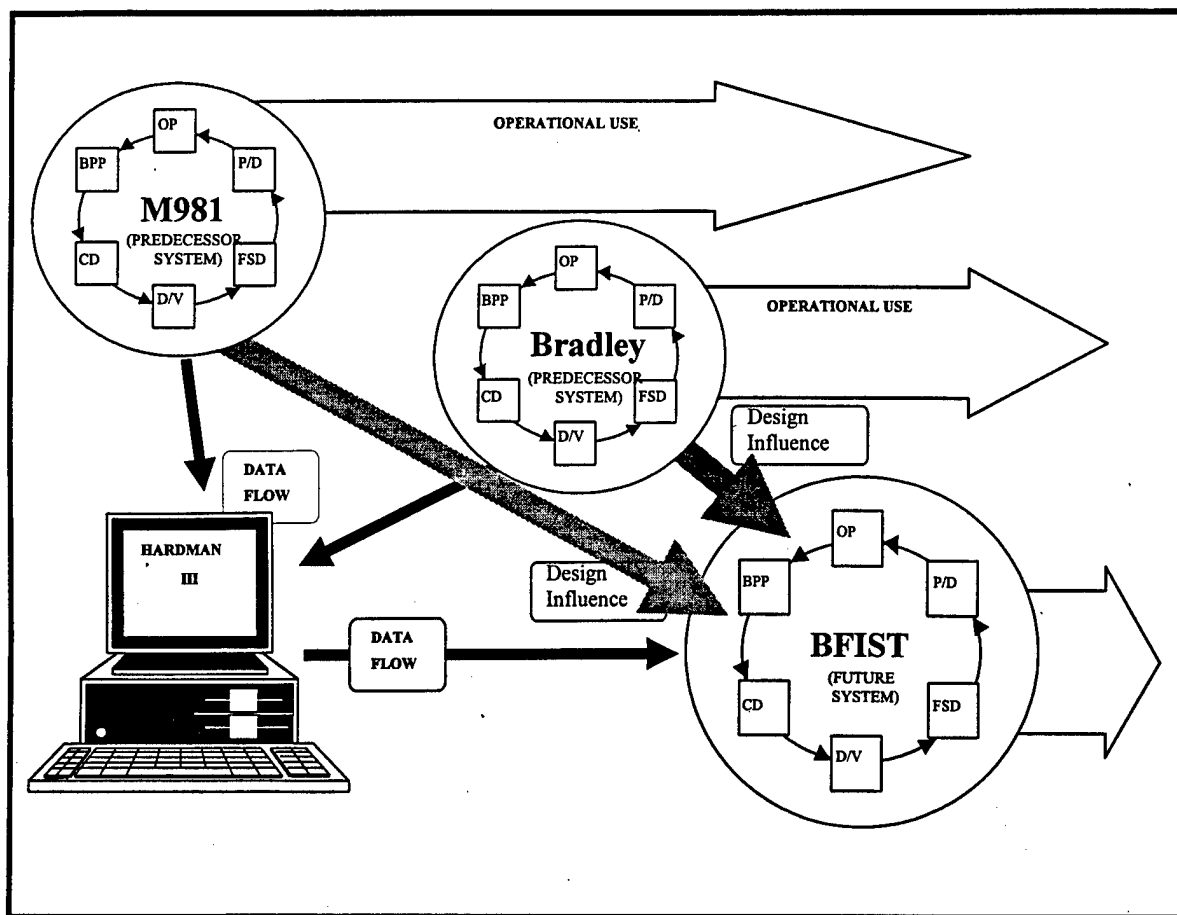 OPERATIONAL USE
OP
BPP
P/D
M981
(PREDECESSOR
SYSTEM)
CD
FSD
D/V
OPERATIONAL USE
OP
BPP
P/D
Bradley
(PREDECESSOR
SYSTEM)
CD
FSD
D/V
Design
Influence
DATA
FLOW
HARDMAN
III
Design
Influence
DATA
FLOW
OP
BPP
P/D
BFIST
(FUTURE
SYSTEM)
CD
FSD
D/V